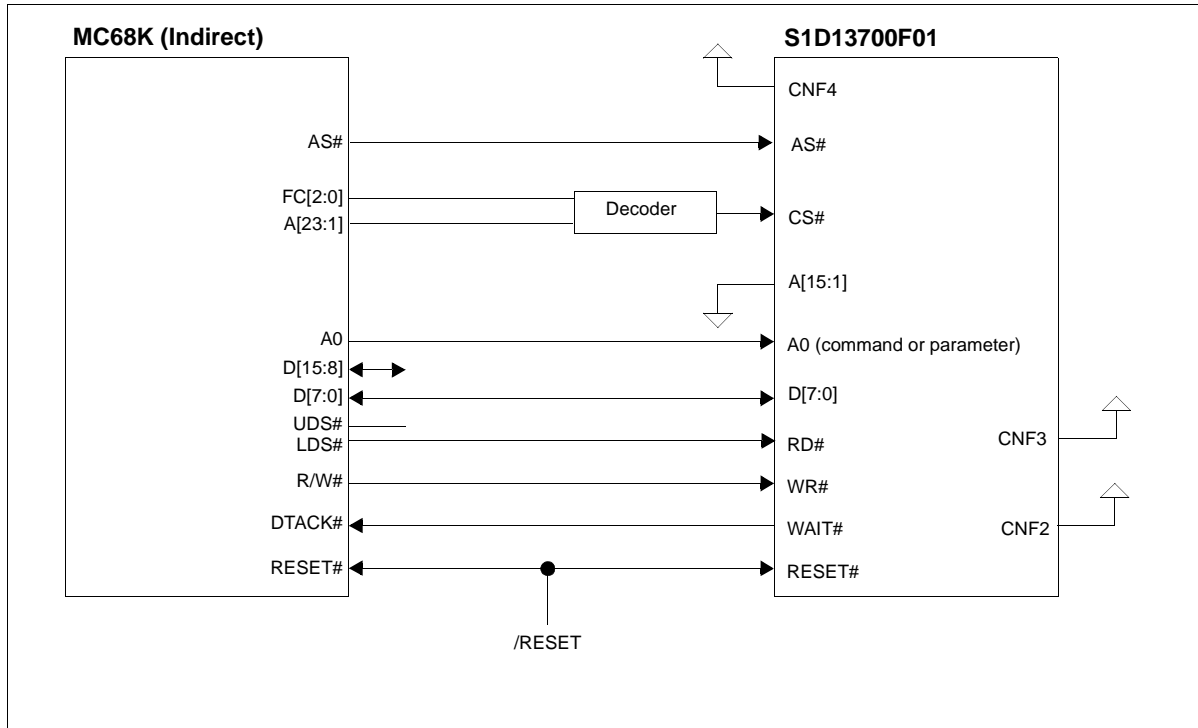 MC68K (Indirect)
S1D13700F01
CNF4
AS#
AS#
FC[2:0]
Decoder
CS#
A[23:1]
A[15:1]
A0
A0 (command or parameter)
D[15:8]
D[7:0]
D[7:0]
UDS#
LDS#
RD#
CNF3
R/W#
WR#
DTACK#
WAIT#
CNF2
RESET#
RESET#
/RESET